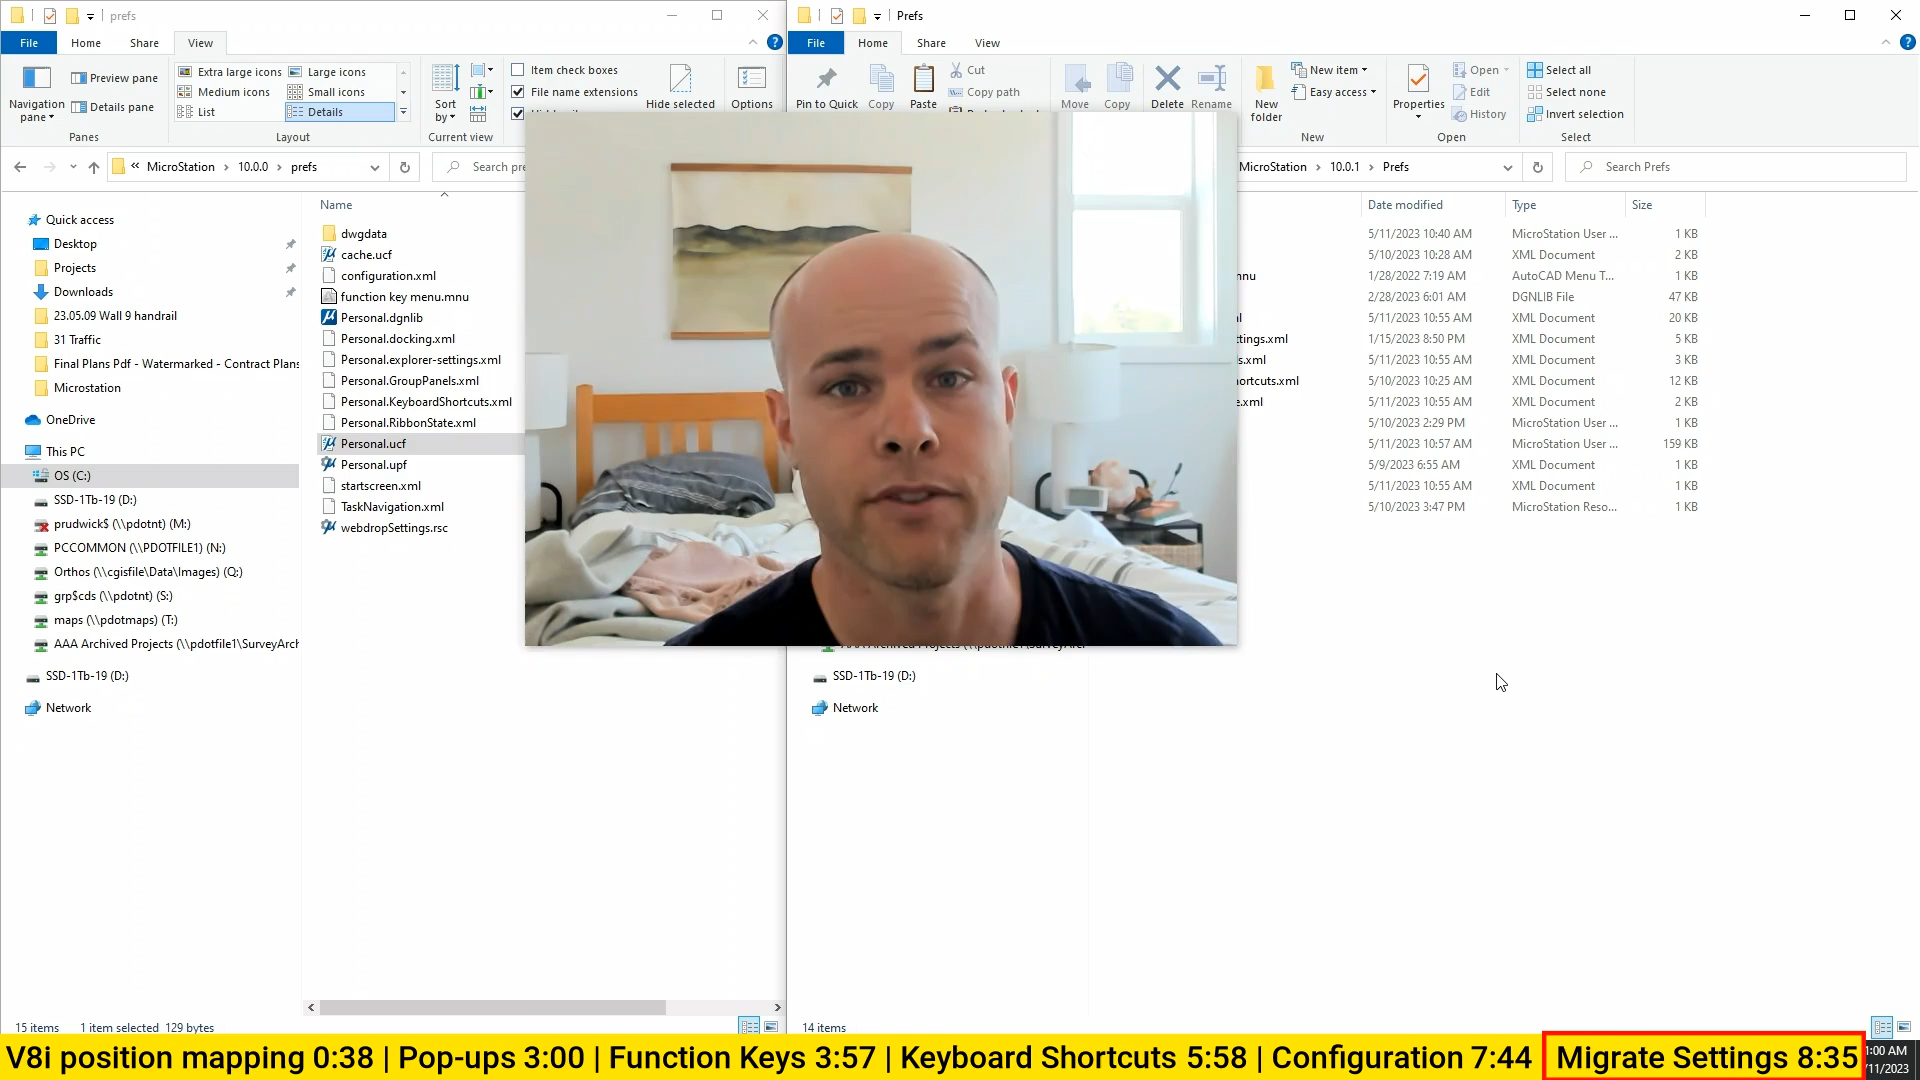 prefs
File
Home
Share
View
Navigation pane
Preview pane
Details pane
Panes
Extra large icons
Large icons
Medium icons
Small icons
List
Details
Layout
Sort by
Current view
Item check boxes
File name extensions
Hide selected
Options
MicroStation
10.0.0
prefs
Search pre
Quick access
Desktop
Projects
Downloads
23.05.09 Wall 9 handrail
31 Traffic
Final Plans Pdf - Watermarked - Contract Plans
Microstation
OneDrive
This PC
OS (C:)
SSD-1Tb-19 (D:)
prudwick$ (\\pdotnt) (M:)
PCCOMMON (\\PDOTFILE1) (N:)
Orthos (\\cgisfile\Data\Images) (Q:)
grp$cds (\\pdotnt) (S:)
maps (\\pdotmaps) (T:)
AAA Archived Projects (\\pdotfile1\SurveyArch
SSD-1Tb-19 (D:)
Network
Name
dwgdata
cache.ucf
configuration.xml
function key menu.mnu
Personal.dgnlib
Personal.docking.xml
Personal.explorer-settings.xml
Personal.GroupPanels.xml
Personal.KeyboardShortcuts.xml
Personal.RibbonState.xml
Personal.ucf
Personal.upf
startscreen.xml
TaskNavigation.xml
webdropSettings.rsc
15 items 1 item selected 129 bytes
Prefs
File
Home
Share
View
Pin to Quick
Copy
Paste
Cut
Copy path
Move
Copy
Delete
Rename
New folder
New item
Easy access
New
Properties
Open
Edit
History
Open
Select all
Select none
Invert selection
Select
MicroStation
10.0.1
Prefs
Search Prefs
Date modified Type Size
5/11/2023 10:40 AM MicroStation User ... 1 KB
5/10/2023 10:28 AM XML Document 2 KB
nu 1/28/2022 7:19 AM AutoCAD Menu T... 1 KB
2/28/2023 6:01 AM DGNLIB File 47 KB
5/11/2023 10:55 AM XML Document 20 KB
ttings.xml 1/15/2023 8:50 PM XML Document 5 KB
s.xml 5/11/2023 10:55 AM XML Document 3 KB
ortcuts.xml 5/10/2023 10:25 AM XML Document 12 KB
e.xml 5/11/2023 10:55 AM XML Document 2 KB
5/10/2023 2:29 PM MicroStation User ... 1 KB
5/11/2023 10:57 AM MicroStation User ... 159 KB
5/9/2023 6:55 AM XML Document 1 KB
5/11/2023 10:55 AM XML Document 1 KB
5/10/2023 3:47 PM MicroStation Reso... 1 KB
SSD-1Tb-19 (D:)
Network
14 items
V8i position mapping 0:38 | Pop-ups 3:00 | Function Keys 3:57 | Keyboard Shortcuts 5:58 | Configuration 7:44 Migrate Settings 8:35
1:00 AM
/11/2023